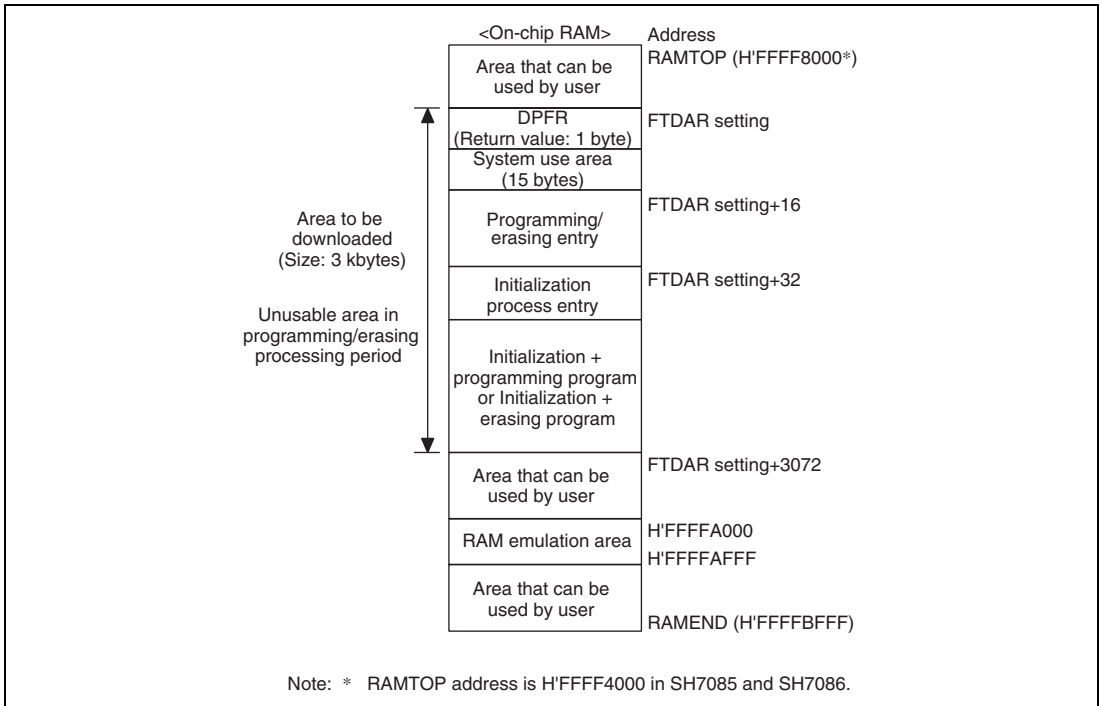 <On-chip RAM>
Address
RAMTOP (H'FFFF8000*)
Area that can be
used by user
DPFR
(Return value: 1 byte)
FTDAR setting
System use area
(15 bytes)
FTDAR setting+16
Programming/
erasing entry
Area to be
downloaded
(Size: 3 kbytes)
FTDAR setting+32
Initialization
process entry
Unusable area in
programming/erasing
processing period
Initialization +
programming program
or Initialization +
erasing program
FTDAR setting+3072
Area that can be
used by user
H'FFFFA000
RAM emulation area
H'FFFFAFFF
Area that can be
used by user
RAMEND (H'FFFFBFFF)
Note: * RAMTOP address is H'FFFF4000 in SH7085 and SH7086.